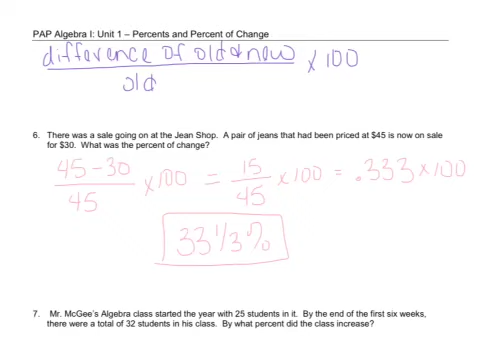 PAP Algebra I: Unit 1 – Percents and Percent of Change
difference of old & new
old
× 100
6. There was a sale going on at the Jean Shop. A pair of jeans that had been priced at $45 is now on sale
for $30. What was the percent of change?
45 - 30 / 45 × 100 = 15 / 45 × 100 = .333 × 100
33 1/3 %
7. Mr. McGee's Algebra class started the year with 25 students in it. By the end of the first six weeks,
there were a total of 32 students in his class. By what percent did the class increase?